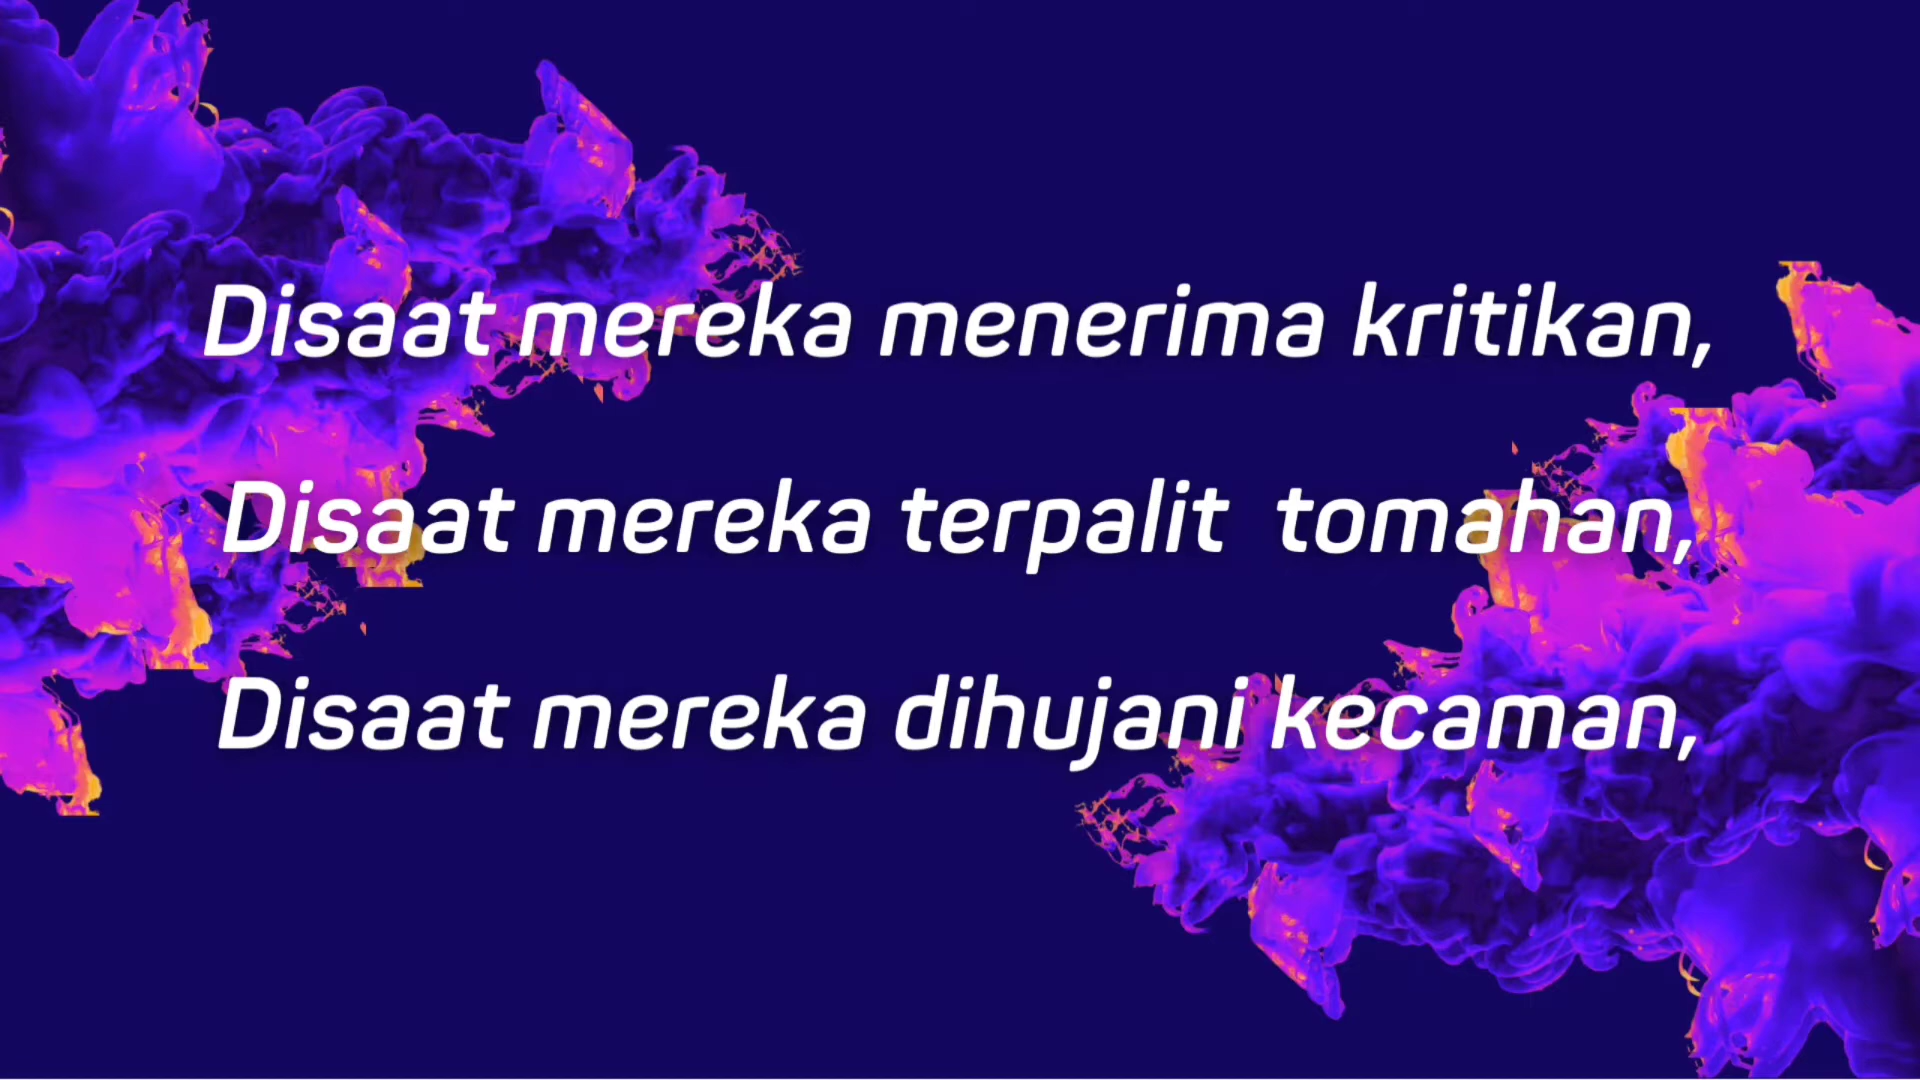 Disaat mereka menerima kritikan,
Disaat mereka terpalit  tomahan,
Disaat mereka dihujani kecaman,